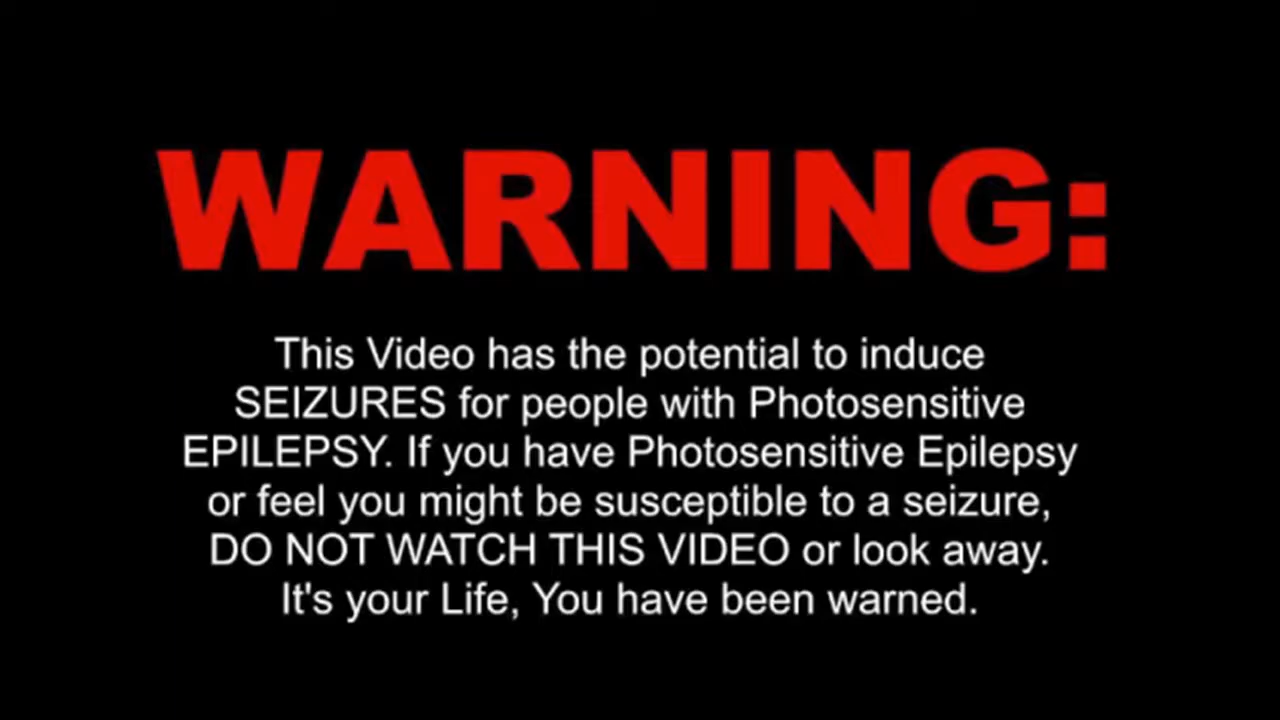 WARNING:
This Video has the potential to induce
SEIZURES for people with Photosensitive
EPILEPSY. If you have Photosensitive Epilepsy
or feel you might be susceptible to a seizure,
DO NOT WATCH THIS VIDEO or look away.
It's your Life, You have been warned.